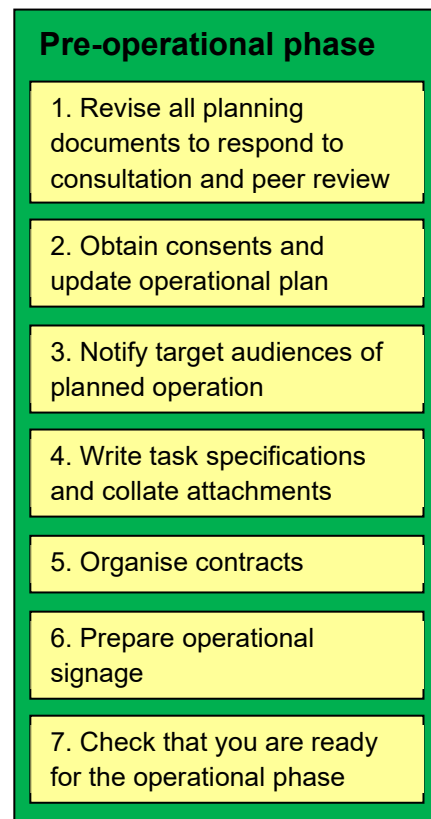 Pre-operational phase
1. Revise all planning
documents to respond to
consultation and peer review
2. Obtain consents and
update operational plan
3. Notify target audiences of
planned operation
4. Write task specifications
and collate attachments
5. Organise contracts
6. Prepare operational
signage
7. Check that you are ready
for the operational phase